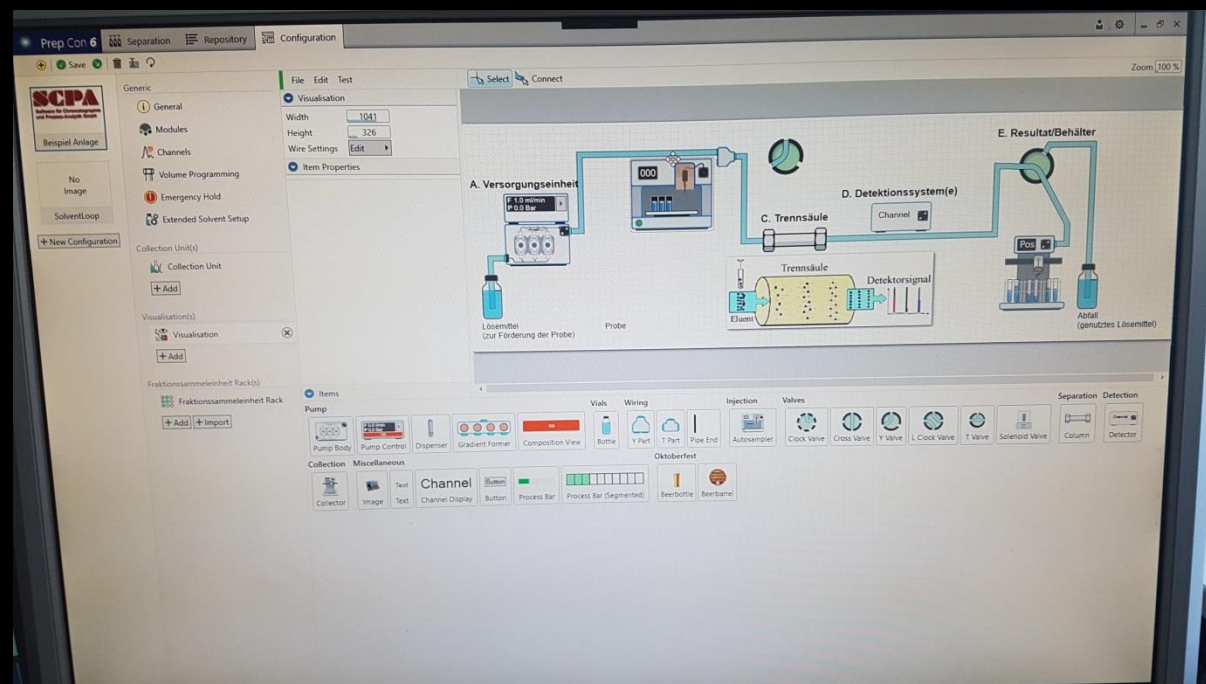 Prep Con 6
Separation
Repository
Configuration
Save
Zoom 100 %
SCPA
Beispiel Anlage
No
Image
SolventLoop
+ New Configuration
Generic
General
Modules
Channels
Volume Programming
Emergency Hold
Extended Solvent Setup
Collection Unit(s)
Collection Unit
+ Add
Visualisation(s)
Visualisation
+ Add
Fraktionssammeleinheit Rack(s)
Fraktionssammeleinheit Rack
+ Add + Import
File Edit Test
Visualisation
Width 1041
Height 326
Wire Settings Edit
Item Properties
Select Connect
A. Versorgungseinheit
F 1.0 ml/min
P 0.0 Bar
Lösemittel
(zur Förderung der Probe)
Probe
000
C. Trennsäule
D. Detektionssystem(e)
Channel
E. Resultat/Behälter
Pos
Abfall
(genutztes Lösemittel)
Trennsäule
Detektorsignal
Eluent
Items
Pump
Pump Body
Pump Control
Dispenser
Gradient Former
Composition View
Vials
Bottle
Wiring
Y Part
T Part
Pipe End
Injection
Autosampler
Valves
Clock Valve
Cross Valve
Y Valve
L Clock Valve
T Valve
Solenoid Valve
Separation
Column
Detection
Detector
Collection
Collector
Miscellaneous
Image
Text
Text
Channel
Channel Display
Button
Button
Process Bar
Process Bar (Segmented)
Oktoberfest
Beerbottle
Beerbarrel